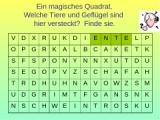 Ein magisches Quadrat.
Welche Tiere und Geflügel sind
hier versteckt? Finde sie.
V D X R U K D I E N T E L P
O P G R K A L B C A K E T B
S E G O P V Z S C H A F A H
T R D H U H N A V O W Z S M
N S C H W E I N T R O S K U